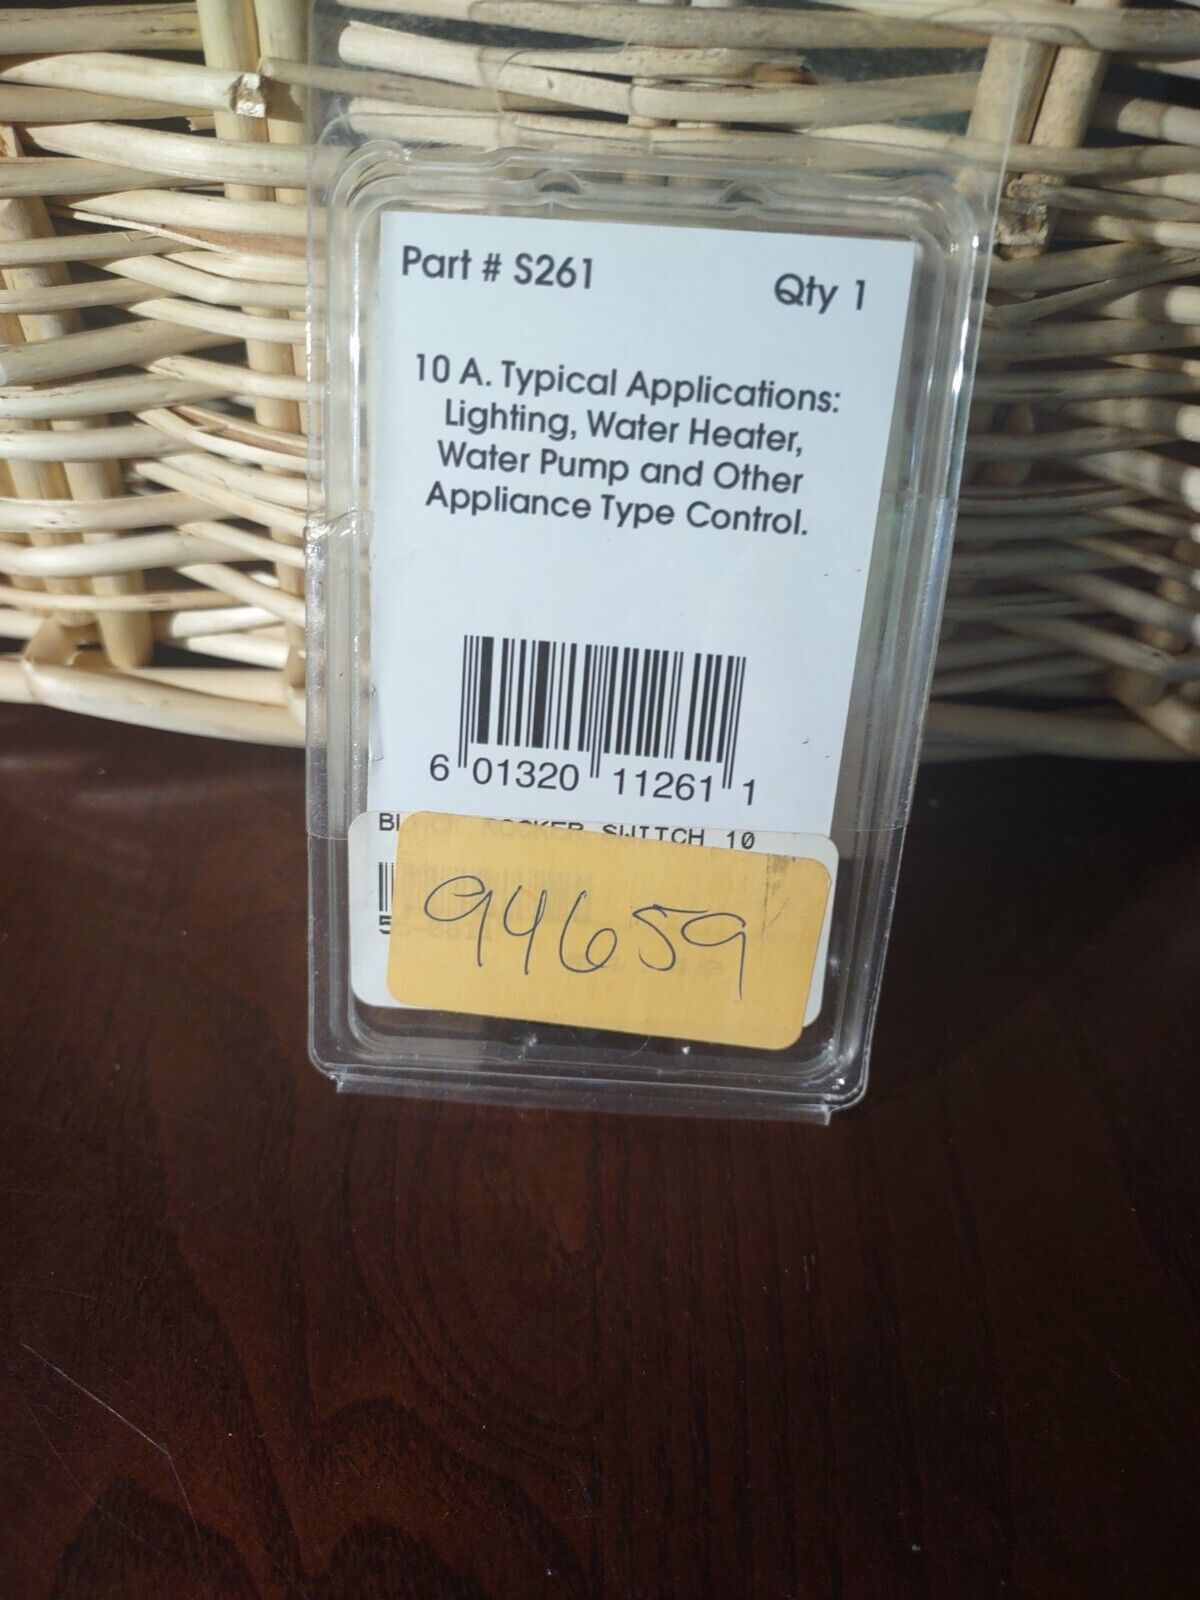 Part # S261 Qty 1
10 A. Typical Applications:
Lighting, Water Heater,
Water Pump and Other
Appliance Type Control.
6 01320 11261 1
ROCKER SWITCH 10
94659